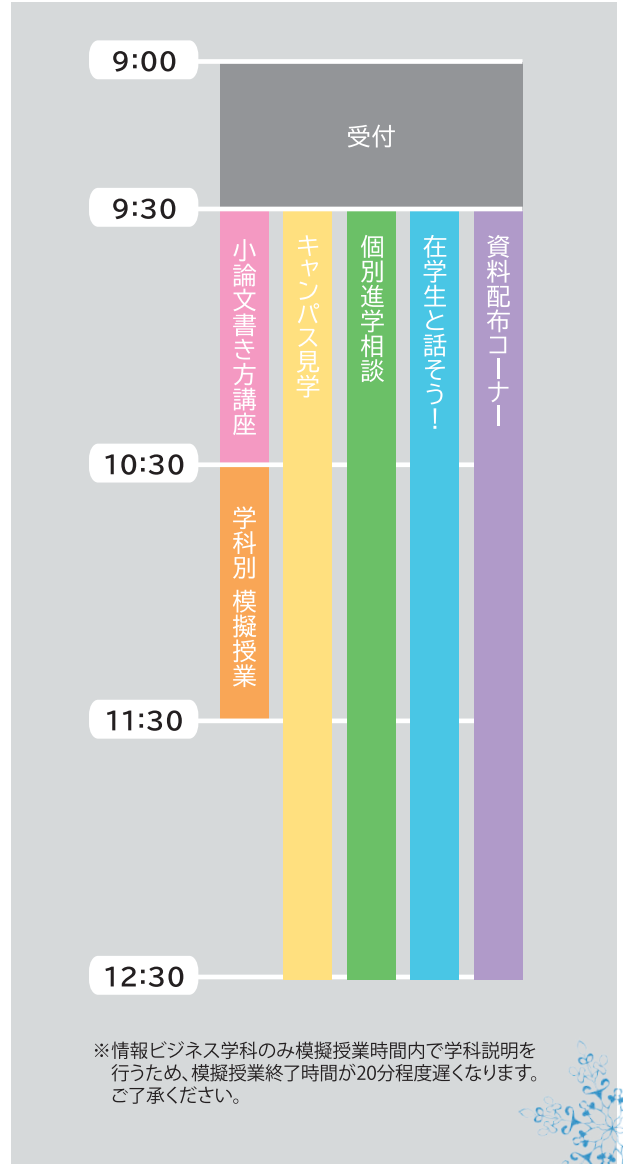 9:00
受付
9:30
小論文書き方講座
キャンパス見学
個別進学相談
在学生と話そう!
資料配布コーナー
10:30
学科別 模擬授業
11:30
12:30
※情報ビジネス学科のみ模擬授業時間内で学科説明を
行うため、模擬授業終了時間が20分程度遅くなります。
ご了承ください。